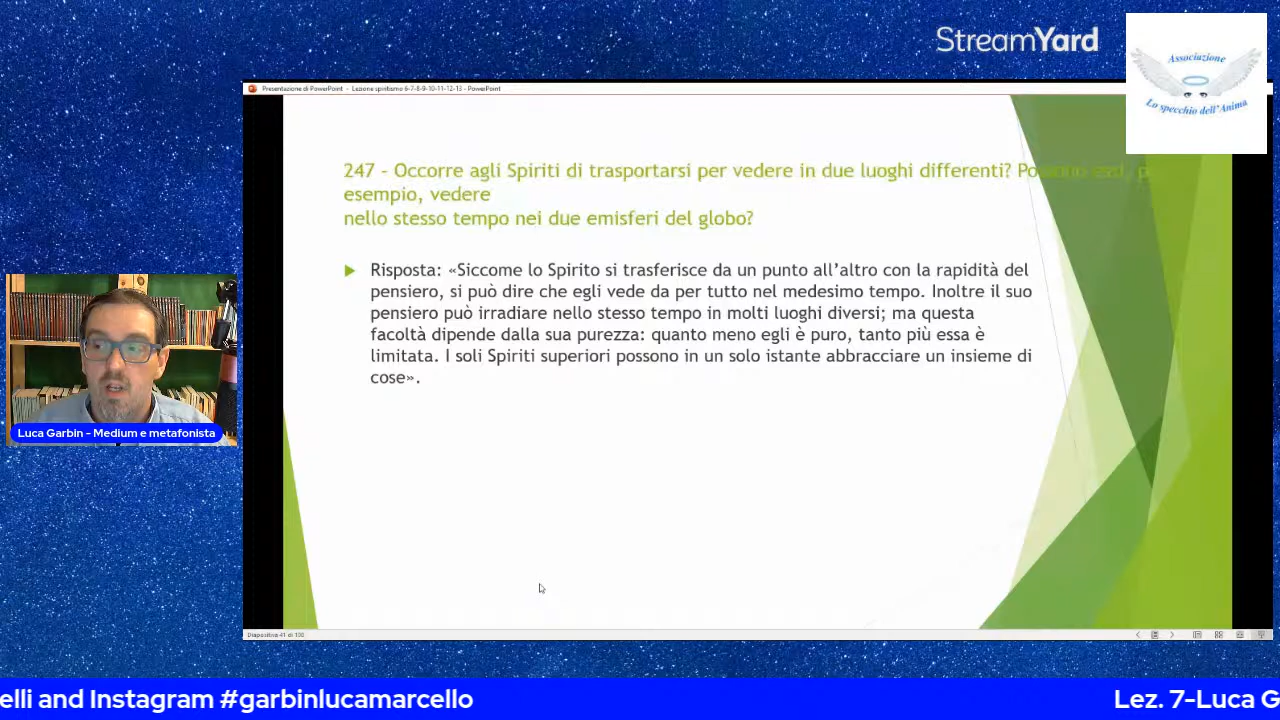 StreamYard
Associazione
Lo specchio dell'Anima
Presentazione di PowerPoint - Lezione spiritismo 6-7-8-9-10-11-12-13 - PowerPoint
247 - Occorre agli Spiriti di trasportarsi per vedere in due luoghi differenti?
esempio, vedere
nello stesso tempo nei due emisferi del globo?
Risposta: «Siccome lo Spirito si trasferisce da un punto all'altro con la rapidità del
pensiero, si può dire che egli vede da per tutto nel medesimo tempo. Inoltre il suo
pensiero può irradiare nello stesso tempo in molti luoghi diversi; ma questa
facoltà dipende dalla sua purezza: quanto meno egli è puro, tanto più essa è
limitata. I soli Spiriti superiori possono in un solo istante abbracciare un insieme di
cose».
Luca Garbin - Medium e metafonista
Diapositiva 41 di 100
elli and Instagram #garbinlucamarcello
Lez. 7-Luca G